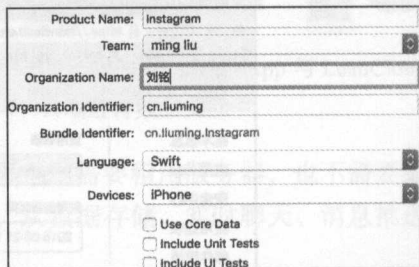 Product Name: Instagram
Team: ming liu
Organization Name: 刘铭
Organization Identifier: cn.liuming
Bundle Identifier: cn.liuming.Instagram
Language: Swift
Devices: iPhone
Use Core Data
Include Unit Tests
Include UI Tests